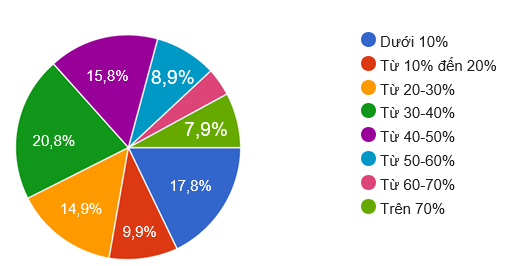 15,8%
8,9%
7,9%
20,8%
17,8%
14,9%
9,9%
Dưới 10%
Từ 10% đến 20%
Từ 20-30%
Từ 30-40%
Từ 40-50%
Từ 50-60%
Từ 60-70%
Trên 70%